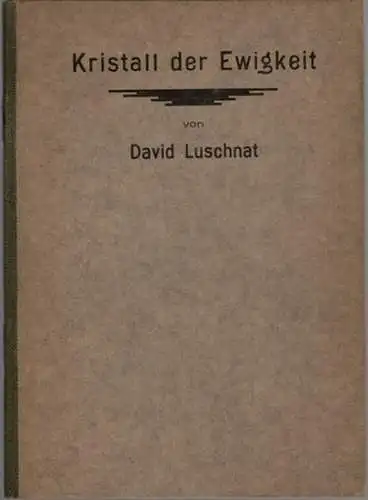 Kristall der Ewigkeit
von
David Luschnat